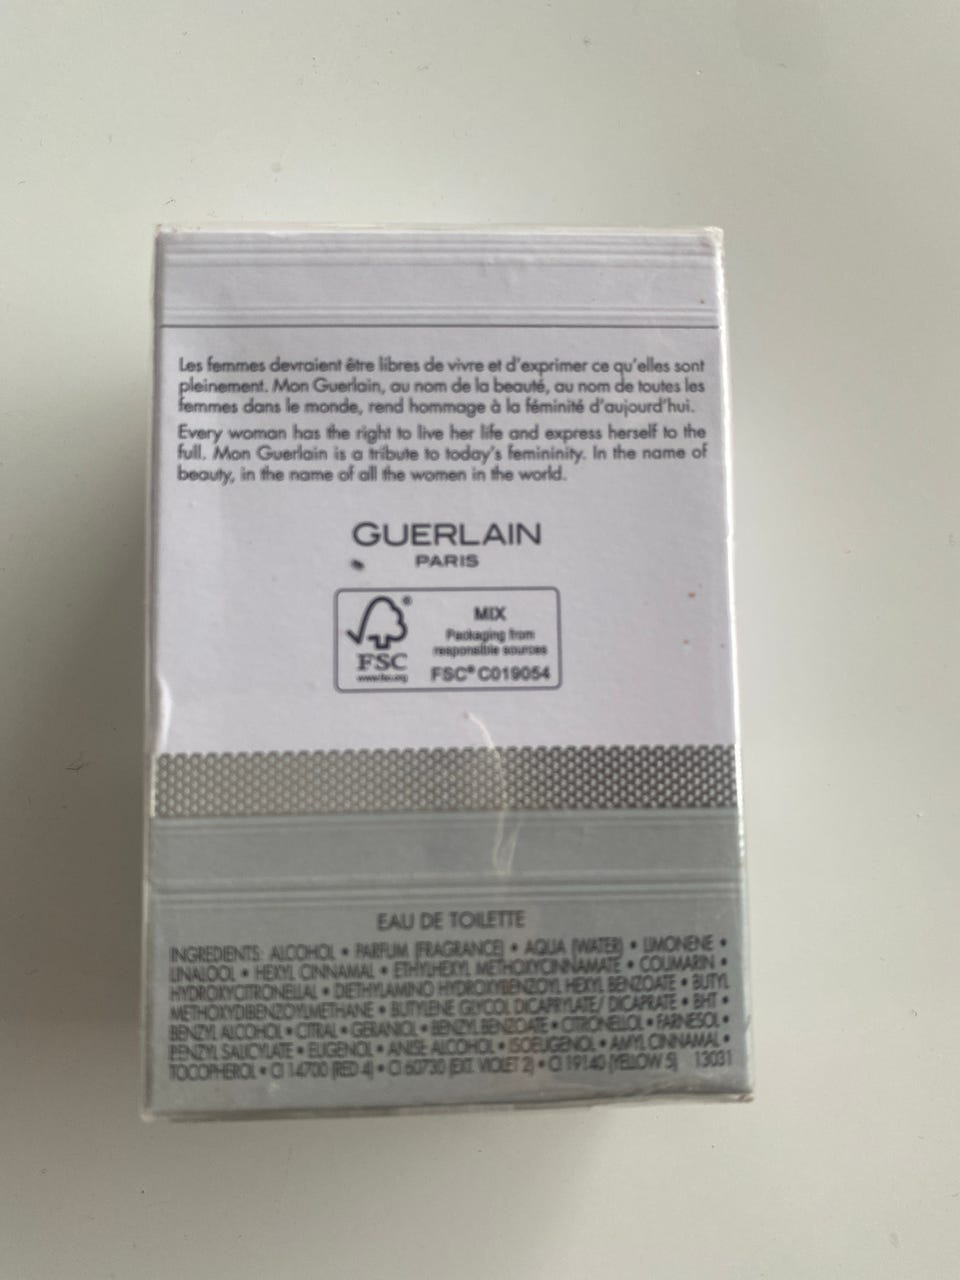 Les femmes devraient être libres de vivre et d'exprimer ce qu'elles sont
pleinement. Mon Guerlain, au nom de la beauté, au nom de toutes les
femmes dans le monde, rend hommage à la féminité d'aujourd'hui.
Every woman has the right to live her life and express herself to the
full. Mon Guerlain is a tribute to today's femininity. In the name of
beauty, in the name of all the women in the world.
GUERLAIN
PARIS
®
FSC
www.fsc.org
MIX
Packaging from
responsible sources
FSC® C019054
EAU DE TOILETTE
INGREDIENTS: ALCOHOL • PARFUM (FRAGRANCE) • AQUA (WATER) • LIMONENE •
LINALOOL • HEXYL CINNAMAL • ETHYLHEXYL METHOXYCINNAMATE • COUMARIN •
HYDROXYCITRONELLAL • DIETHYLAMINO HYDROXYBENZOYL HEXYL BENZOATE • BUTYL
METHOXYDIBENZOYLMETHANE • BUTYLENE GLYCOL DICAPRYLATE/ DICAPRATE • BHT •
BENZYL ALCOHOL • CITRAL • GERANIOL • BENZYL BENZOATE • CITRONELLOL • FARNESOL •
BENZYL SALICYLATE • EUGENOL • ANISE ALCOHOL • ISOEUGENOL • AMYL CINNAMAL •
TOCOPHEROL • CI 14700 (RED 4) • CI 60730 (EXT. VIOLET 2) • CI 19140 (YELLOW 5) 13031